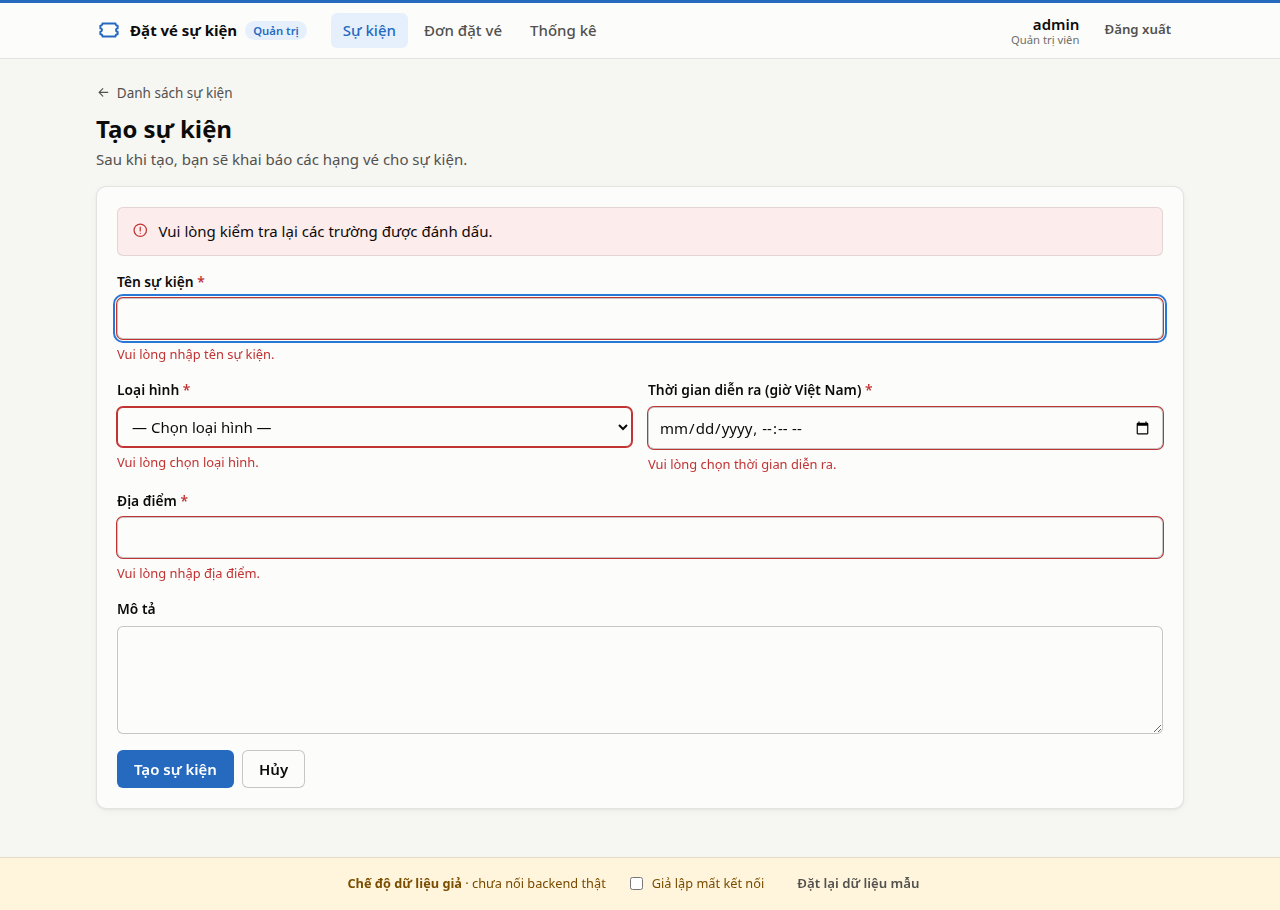 Đặt vé sự kiện Quản trị Sự kiện Đơn đặt vé Thống kê admin Đăng xuất
Quản trị viên
← Danh sách sự kiện
Tạo sự kiện
Sau khi tạo, bạn sẽ khai báo các hạng vé cho sự kiện.
Vui lòng kiểm tra lại các trường được đánh dấu.
Tên sự kiện *
Vui lòng nhập tên sự kiện.
Loại hình * Thời gian diễn ra (giờ Việt Nam) *
— Chọn loại hình — mm/dd/yyyy, --:-- --
Vui lòng chọn loại hình. Vui lòng chọn thời gian diễn ra.
Địa điểm *
Vui lòng nhập địa điểm.
Mô tả
Tạo sự kiện Hủy
Chế độ dữ liệu giả · chưa nối backend thật Giả lập mất kết nối Đặt lại dữ liệu mẫu